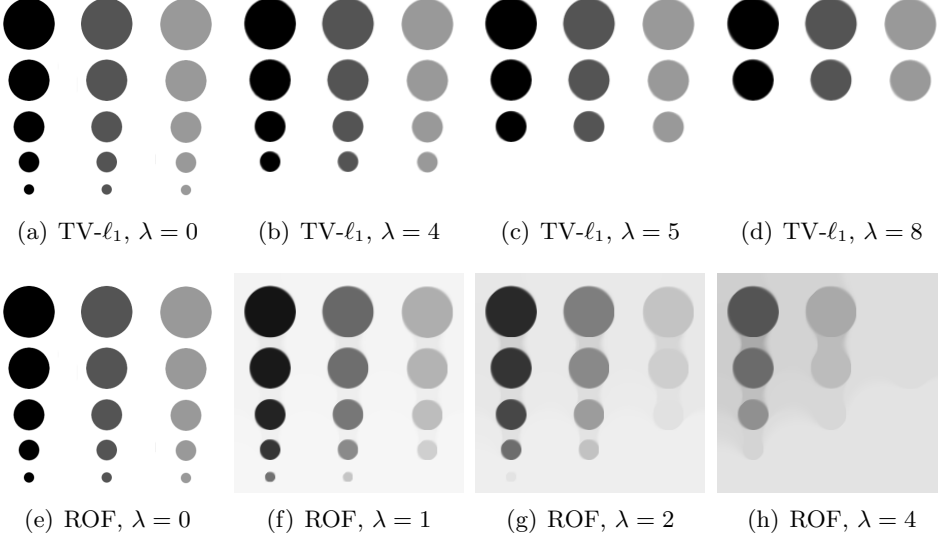 (a) TV-ℓ₁, λ = 0
(b) TV-ℓ₁, λ = 4
(c) TV-ℓ₁, λ = 5
(d) TV-ℓ₁, λ = 8
(e) ROF, λ = 0
(f) ROF, λ = 1
(g) ROF, λ = 2
(h) ROF, λ = 4